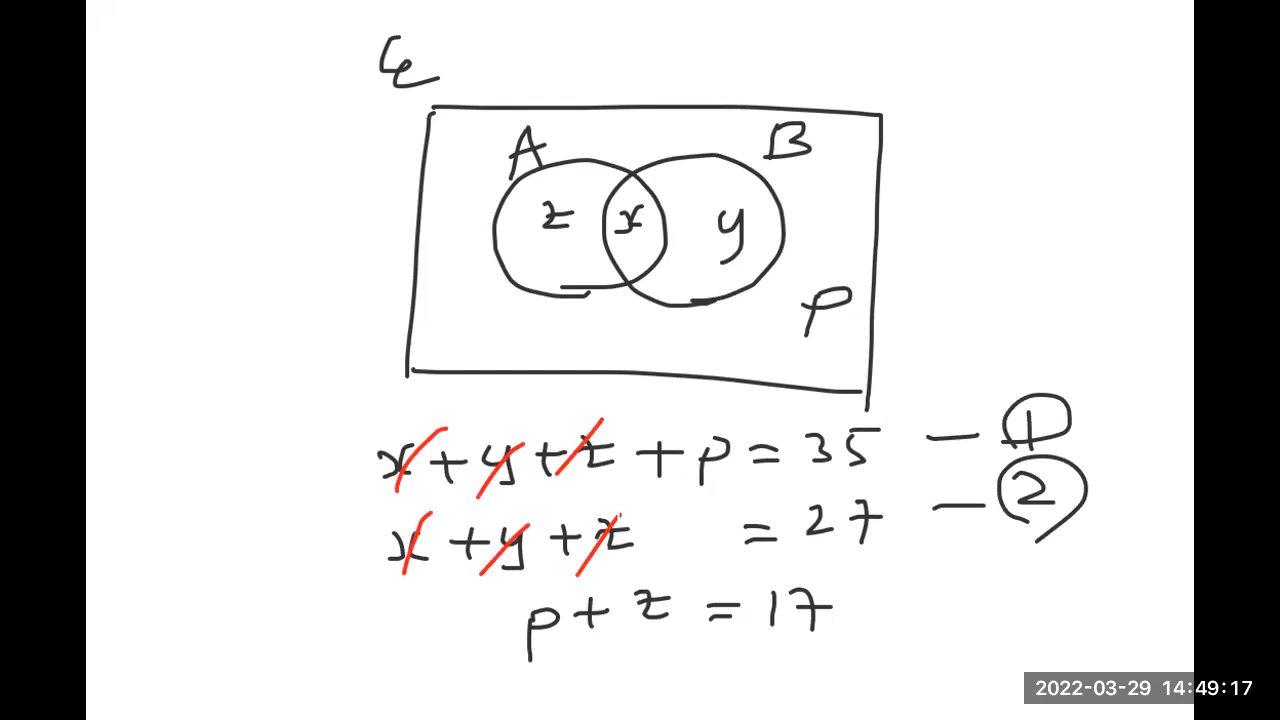 A B
z x y
p
x + y + z + p = 35 — 1
x + y + z = 27 — 2
p + z = 17
2022-03-29 14:49:17